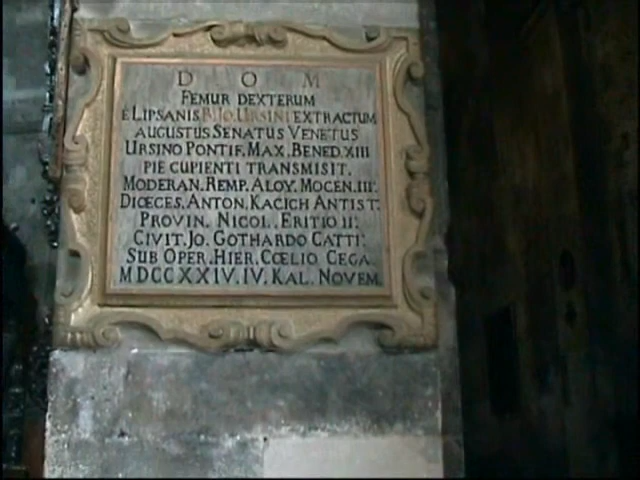 D O M
FEMUR DEXTERUM
E LIPSANIS B. JO. URSINI EXTRACTUM
AUGUSTUS SENATUS VENETUS
URSINO PONTIF. MAX. BENED. XIII
PIE CUPIENTI TRANSMISIT.
MODERAN. REMP. ALOY. MOCEN. III.
DIŒCES. ANTON. KACICH ANTIST.
PROVIN. NICOL. ERITIO II.
CIVIT. JO. GOTHARDO CATTI.
SUB OPER. HIER. CŒLIO CEGA
MDCCXXIV. IV. KAL. NOVEM.